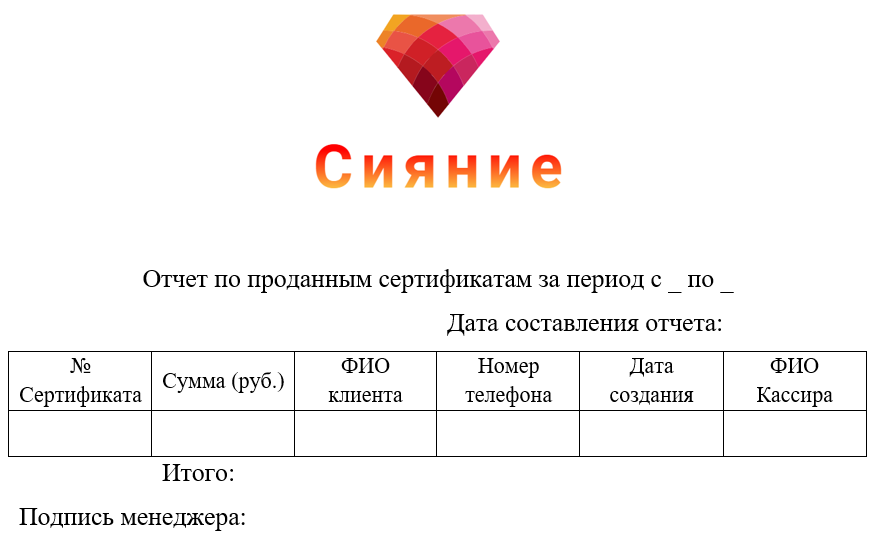 Сияние
Отчет по проданным сертификатам за период с _ по _
Дата составления отчета:
№ Сертификата
Сумма (руб.)
ФИО клиента
Номер телефона
Дата создания
ФИО Кассира
Итого:
Подпись менеджера: